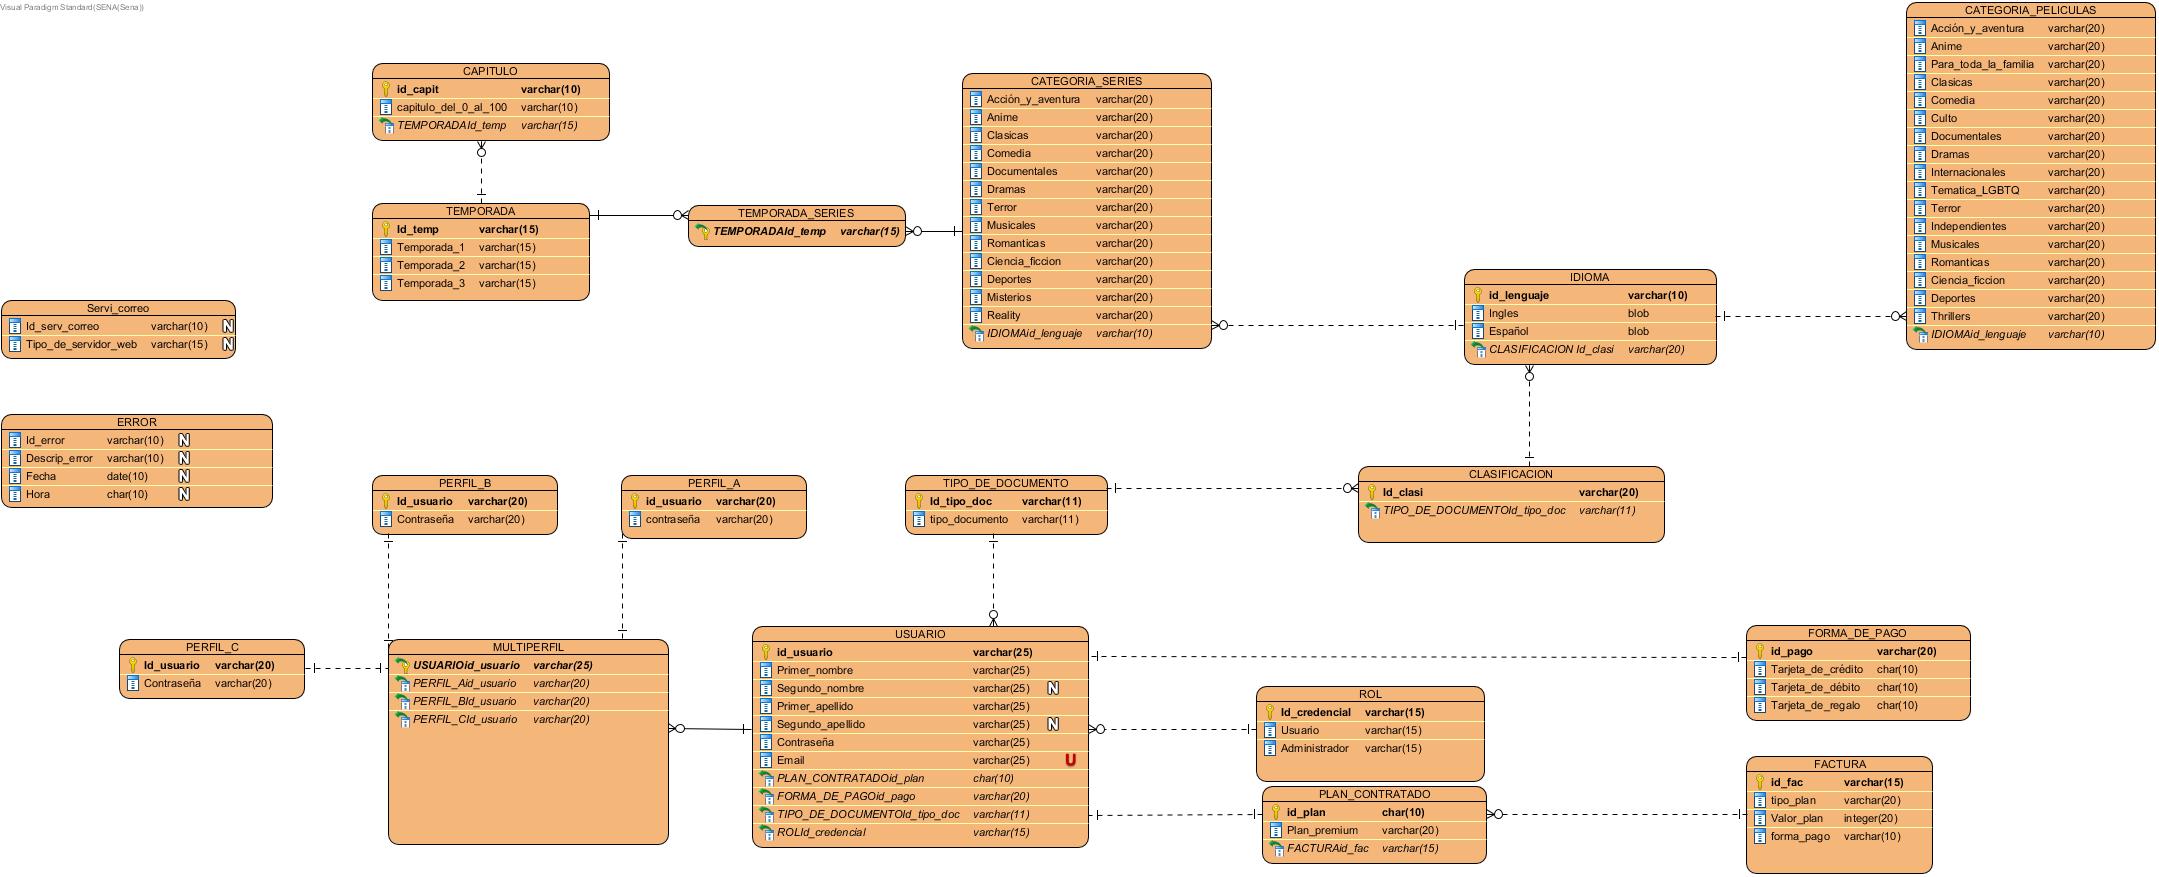 Visual Paradigm Standard(SENA(Sena))
CATEGORIA_PELICULAS
Acción_y_aventura varchar(20)
Anime varchar(20)
Para_toda_la_familia varchar(20)
Clasicas varchar(20)
Comedia varchar(20)
Culto varchar(20)
Documentales varchar(20)
Dramas varchar(20)
Internacionales varchar(20)
Tematica_LGBTQ varchar(20)
Terror varchar(20)
Independientes varchar(20)
Musicales varchar(20)
Romanticas varchar(20)
Ciencia_ficcion varchar(20)
Deportes varchar(20)
Thrillers varchar(20)
IDIOMAid_lenguaje varchar(10)
CAPITULO
id_capit varchar(10)
capitulo_del_0_al_100 varchar(10)
TEMPORADAId_temp varchar(15)
CATEGORIA_SERIES
Acción_y_aventura varchar(20)
Anime varchar(20)
Clasicas varchar(20)
Comedia varchar(20)
Documentales varchar(20)
Dramas varchar(20)
Terror varchar(20)
Musicales varchar(20)
Romanticas varchar(20)
Ciencia_ficcion varchar(20)
Deportes varchar(20)
Misterios varchar(20)
Reality varchar(20)
IDIOMAid_lenguaje varchar(10)
TEMPORADA
Id_temp varchar(15)
Temporada_1 varchar(15)
Temporada_2 varchar(15)
Temporada_3 varchar(15)
TEMPORADA_SERIES
TEMPORADAId_temp varchar(15)
IDIOMA
id_lenguaje varchar(10)
Ingles blob
Español blob
CLASIFICACION Id_clasi varchar(20)
Servi_correo
Id_serv_correo varchar(10) N
Tipo_de_servidor_web varchar(15) N
ERROR
Id_error varchar(10) N
Descrip_error varchar(10) N
Fecha date(10) N
Hora char(10) N
PERFIL_B
Id_usuario varchar(20)
Contraseña varchar(20)
PERFIL_A
id_usuario varchar(20)
contraseña varchar(20)
TIPO_DE_DOCUMENTO
Id_tipo_doc varchar(11)
tipo_documento varchar(11)
CLASIFICACION
Id_clasi varchar(20)
TIPO_DE_DOCUMENTOId_tipo_doc varchar(11)
PERFIL_C
Id_usuario varchar(20)
Contraseña varchar(20)
MULTIPERFIL
USUARIOid_usuario varchar(25)
PERFIL_Aid_usuario varchar(20)
PERFIL_BId_usuario varchar(20)
PERFIL_CId_usuario varchar(20)
USUARIO
id_usuario varchar(25)
Primer_nombre varchar(25)
Segundo_nombre varchar(25) N
Primer_apellido varchar(25)
Segundo_apellido varchar(25) N
Contraseña varchar(25)
Email varchar(25) U
PLAN_CONTRATADOid_plan char(10)
FORMA_DE_PAGOid_pago varchar(20)
TIPO_DE_DOCUMENTOId_tipo_doc varchar(11)
ROLId_credencial varchar(15)
FORMA_DE_PAGO
id_pago varchar(20)
Tarjeta_de_crédito char(10)
Tarjeta_de_débito char(10)
Tarjeta_de_regalo char(10)
ROL
Id_credencial varchar(15)
Usuario varchar(15)
Administrador varchar(15)
PLAN_CONTRATADO
id_plan char(10)
Plan_premium varchar(20)
FACTURAid_fac varchar(15)
FACTURA
id_fac varchar(15)
tipo_plan varchar(20)
Valor_plan integer(20)
forma_pago varchar(10)